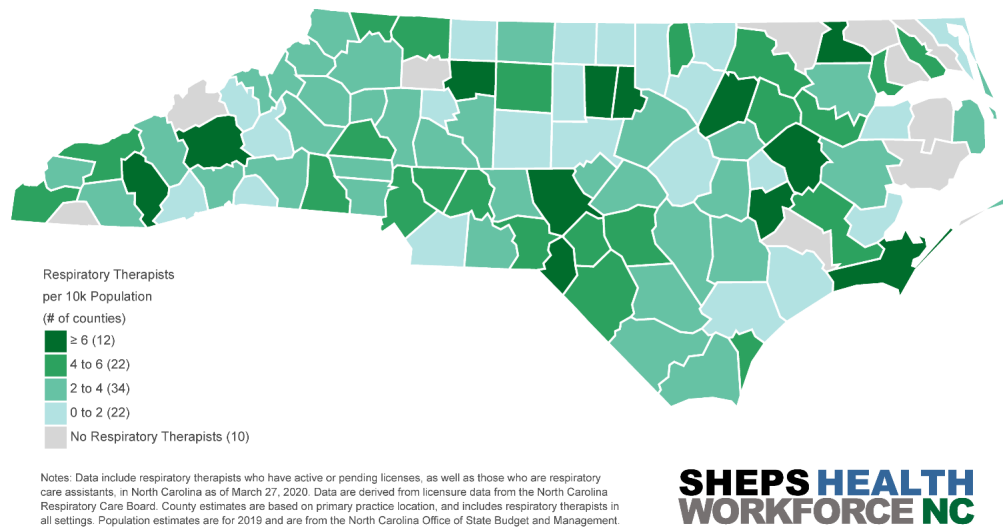 Respiratory Therapists
per 10k Population
(# of counties)
≥ 6 (12)
4 to 6 (22)
2 to 4 (34)
0 to 2 (22)
No Respiratory Therapists (10)
Notes: Data include respiratory therapists who have active or pending licenses, as well as those who are respiratory
care assistants, in North Carolina as of March 27, 2020. Data are derived from licensure data from the North Carolina
Respiratory Care Board. County estimates are based on primary practice location, and includes respiratory therapists in
all settings. Population estimates are for 2019 and are from the North Carolina Office of State Budget and Management.
SHEPS HEALTH
WORKFORCE NC